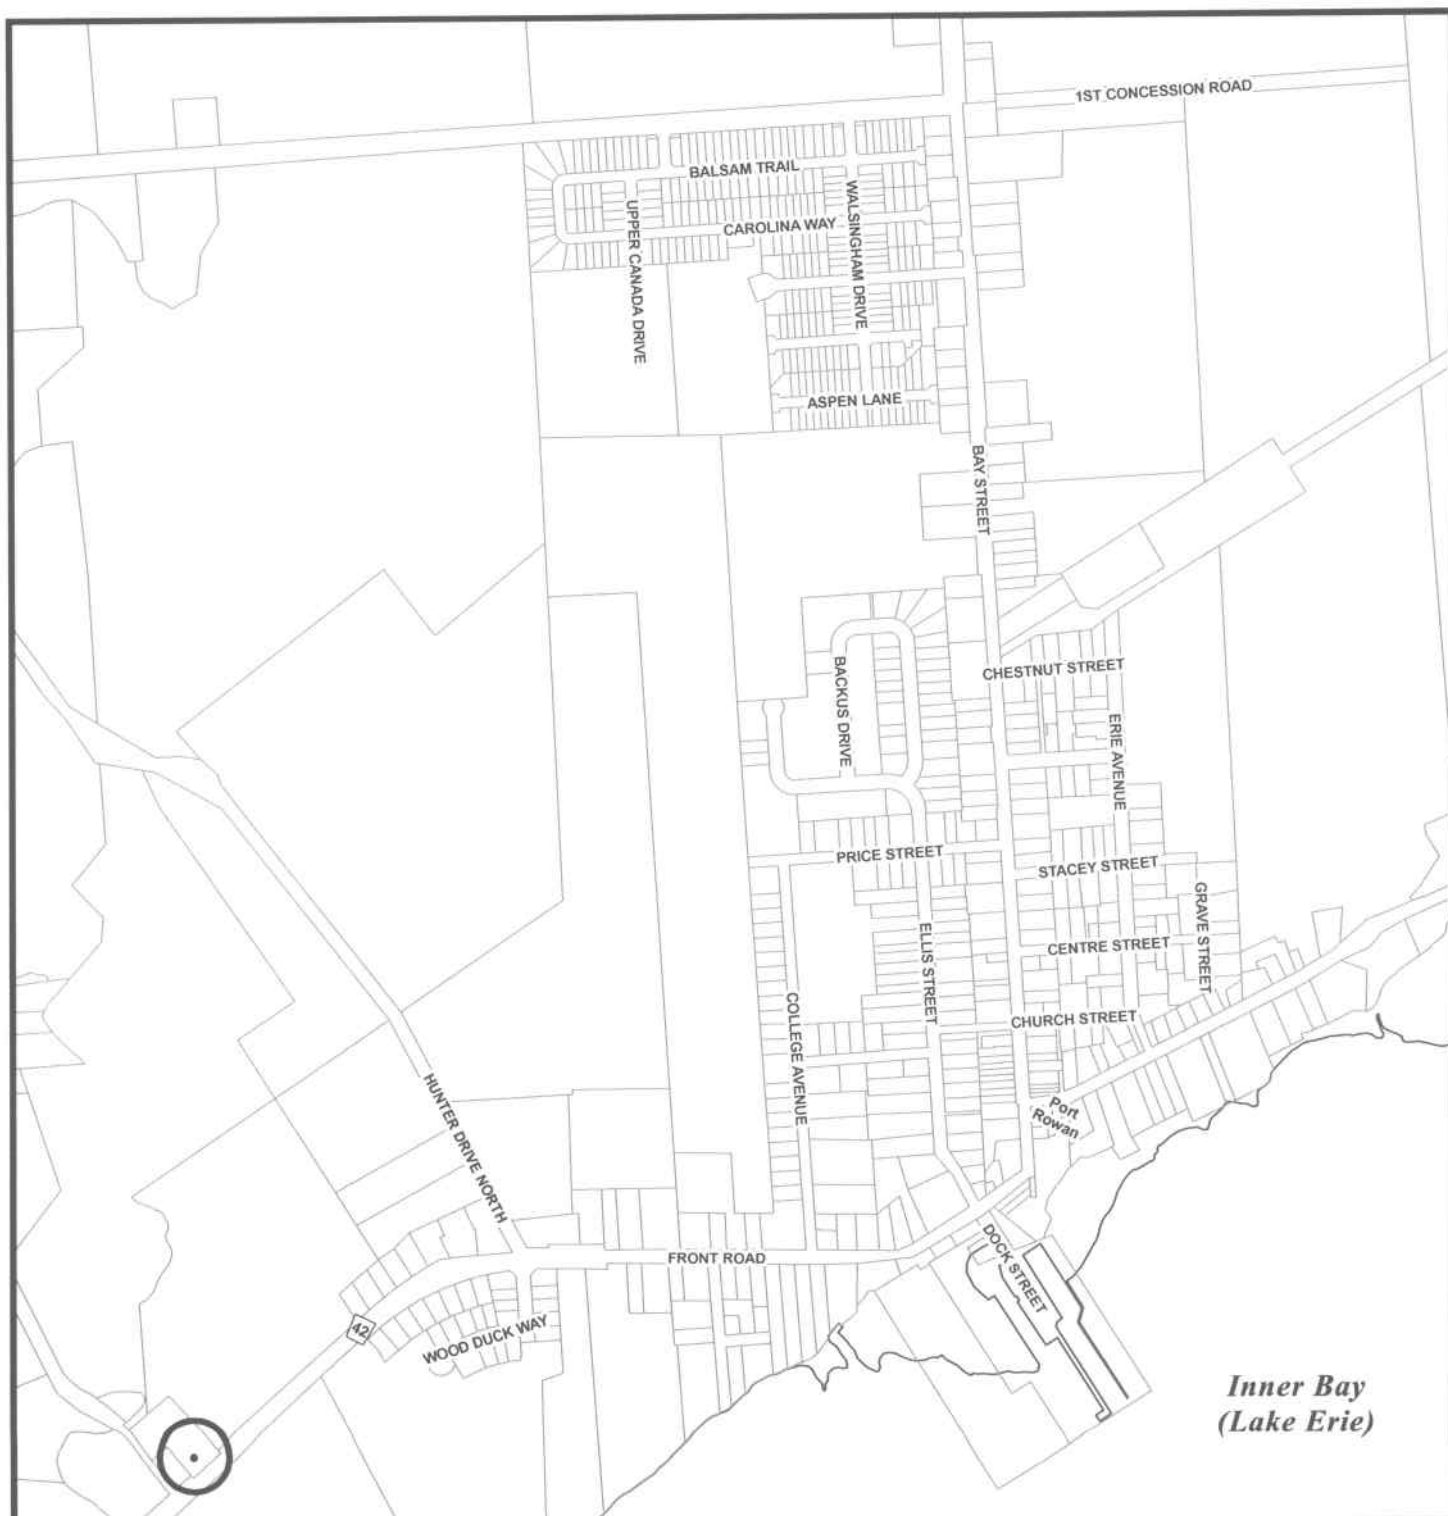 1ST CONCESSION ROAD
BALSAM TRAIL
UPPER CANADA DRIVE
WALSINGHAM DRIVE
CAROLINA WAY
ASPEN LANE
BAY STREET
CHESTNUT STREET
BACKUS DRIVE
ERIE AVENUE
PRICE STREET
STACEY STREET
GRAVE STREET
ELLIS STREET
CENTRE STREET
COLLEGE AVENUE
CHURCH STREET
HUNTER DRIVE NORTH
Port
Rowan
FRONT ROAD
DOCK STREET
42
WOOD DUCK WAY
Inner Bay
(Lake Erie)